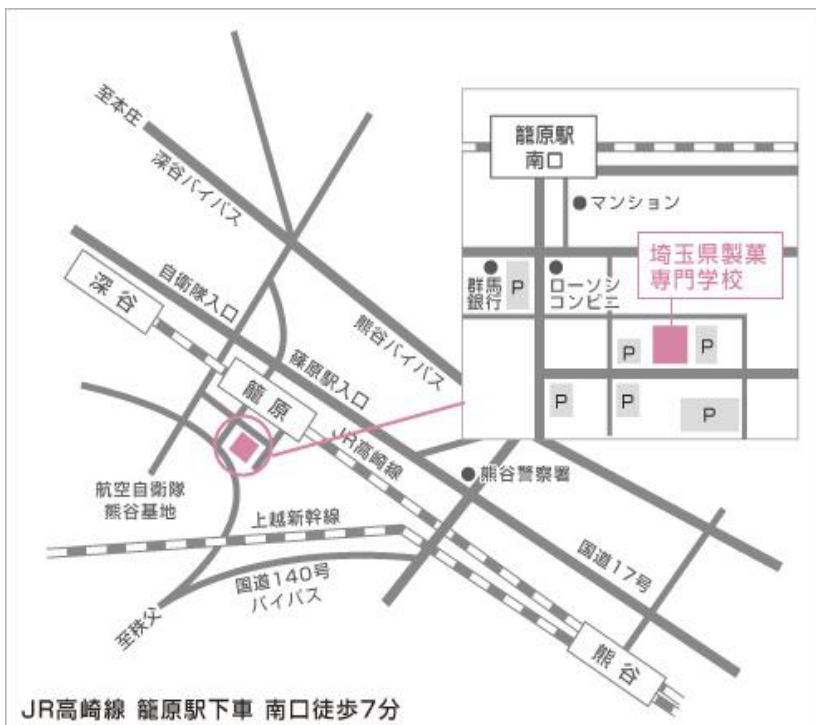 至本庄
深谷バイパス
深谷
自衛隊入口
熊谷バイパス
篠原駅入口
籠原
JR高崎線
航空自衛隊
熊谷基地
上越新幹線
国道140号
バイパス
至秩父
熊谷警察署
国道17号
熊谷
籠原駅
南口
マンション
群馬
銀行
P
ローソン
コンビニ
埼玉県製菓
専門学校
P
P
P
P
P
JR高崎線 籠原駅下車 南口徒歩7分